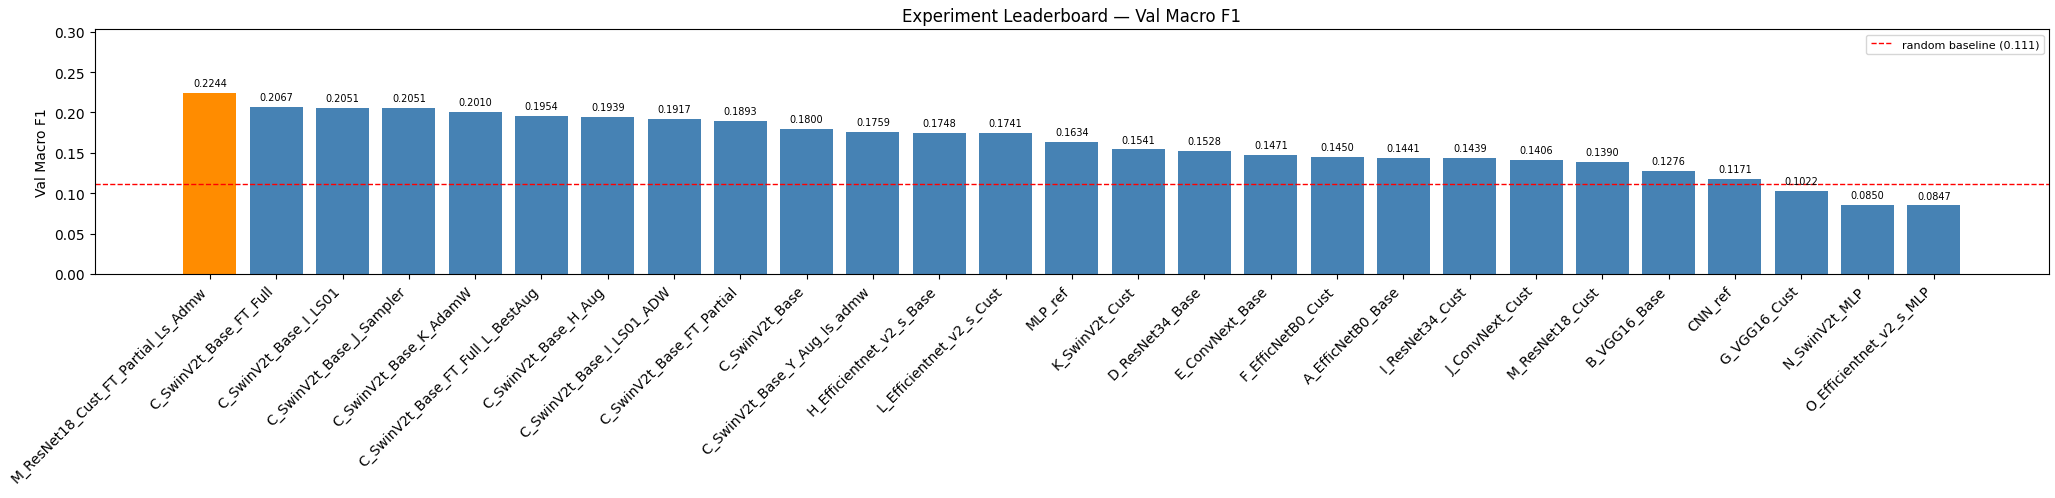 Experiment Leaderboard — Val Macro F1
random baseline (0.111)
Val Macro F1
0.30
0.25
0.20
0.15
0.10
0.05
0.00
0.2244
0.2067
0.2051
0.2051
0.2010
0.1954
0.1939
0.1917
0.1893
0.1800
0.1759
0.1748
0.1741
0.1634
0.1541
0.1528
0.1471
0.1450
0.1441
0.1439
0.1406
0.1390
0.1276
0.1171
0.1022
0.0850
0.0847
M_ResNet18_Cust_FT_Partial_Ls_Admw
C_SwinV2t_Base_FT_Full
C_SwinV2t_Base_I_LS01
C_SwinV2t_Base_J_Sampler
C_SwinV2t_Base_K_AdamW
C_SwinV2t_Base_FT_Full_L_BestAug
C_SwinV2t_Base_H_Aug
C_SwinV2t_Base_I_LS01_ADW
C_SwinV2t_Base_FT_Partial
C_SwinV2t_Base
C_SwinV2t_Base_Y_Aug_ls_admw
H_Efficientnet_v2_s_Base
L_Efficientnet_v2_s_Cust
MLP_ref
K_SwinV2t_Cust
D_ResNet34_Base
E_ConvNext_Base
F_EfficNetB0_Cust
A_EfficNetB0_Base
I_ResNet34_Cust
J_ConvNext_Cust
M_ResNet18_Cust
B_VGG16_Base
CNN_ref
G_VGG16_Cust
N_SwinV2t_MLP
O_Efficientnet_v2_s_MLP